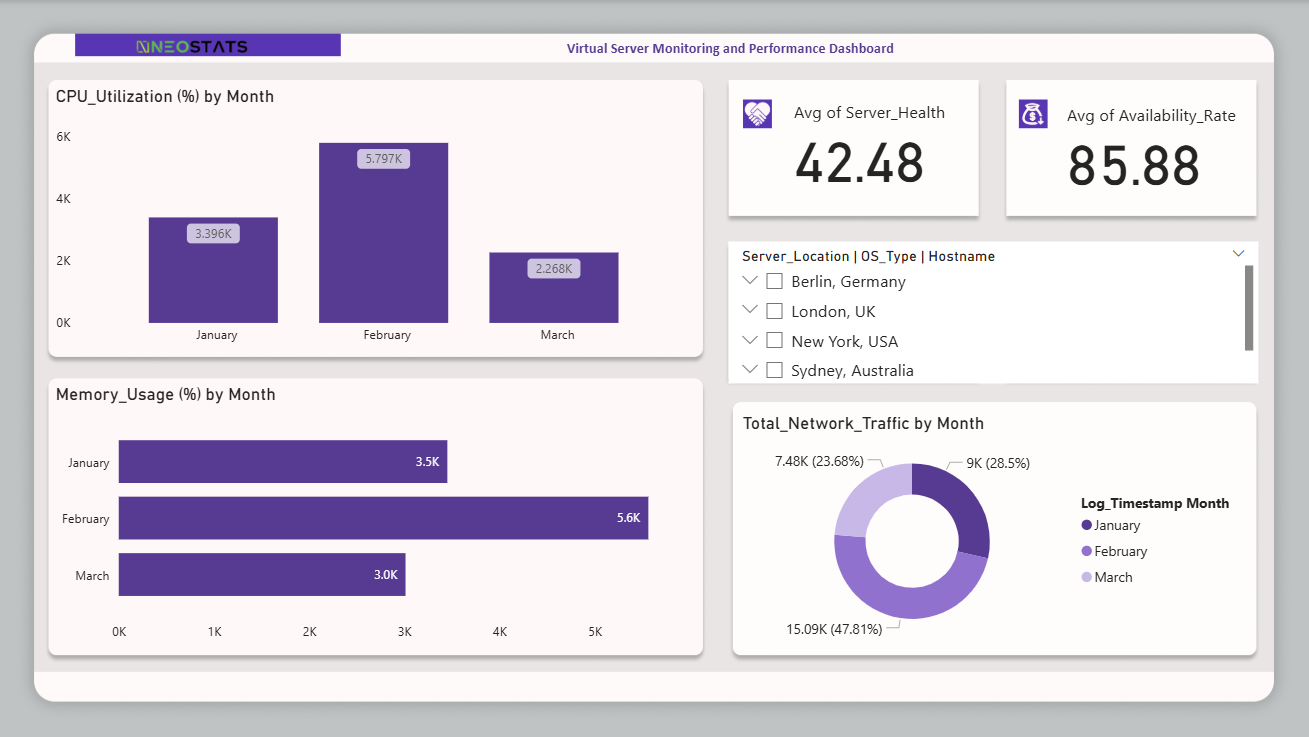 NEOSTATS
Virtual Server Monitoring and Performance Dashboard
CPU_Utilization (%) by Month
6K
4K
2K
0K
3.396K
5.797K
2.268K
January
February
March
Avg of Server_Health
42.48
Avg of Availability_Rate
85.88
Server_Location | OS_Type | Hostname
Berlin, Germany
London, UK
New York, USA
Sydney, Australia
Memory_Usage (%) by Month
January
3.5K
February
5.6K
March
3.0K
0K
1K
2K
3K
4K
5K
Total_Network_Traffic by Month
7.48K (23.68%)
9K (28.5%)
15.09K (47.81%)
Log_Timestamp Month
January
February
March